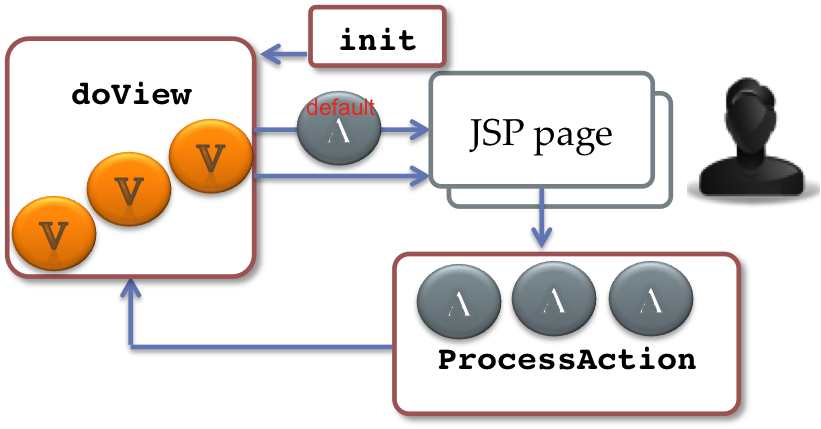 init
doView
default
Λ
JSP page
V
V
V
Λ
Λ
Λ
ProcessAction